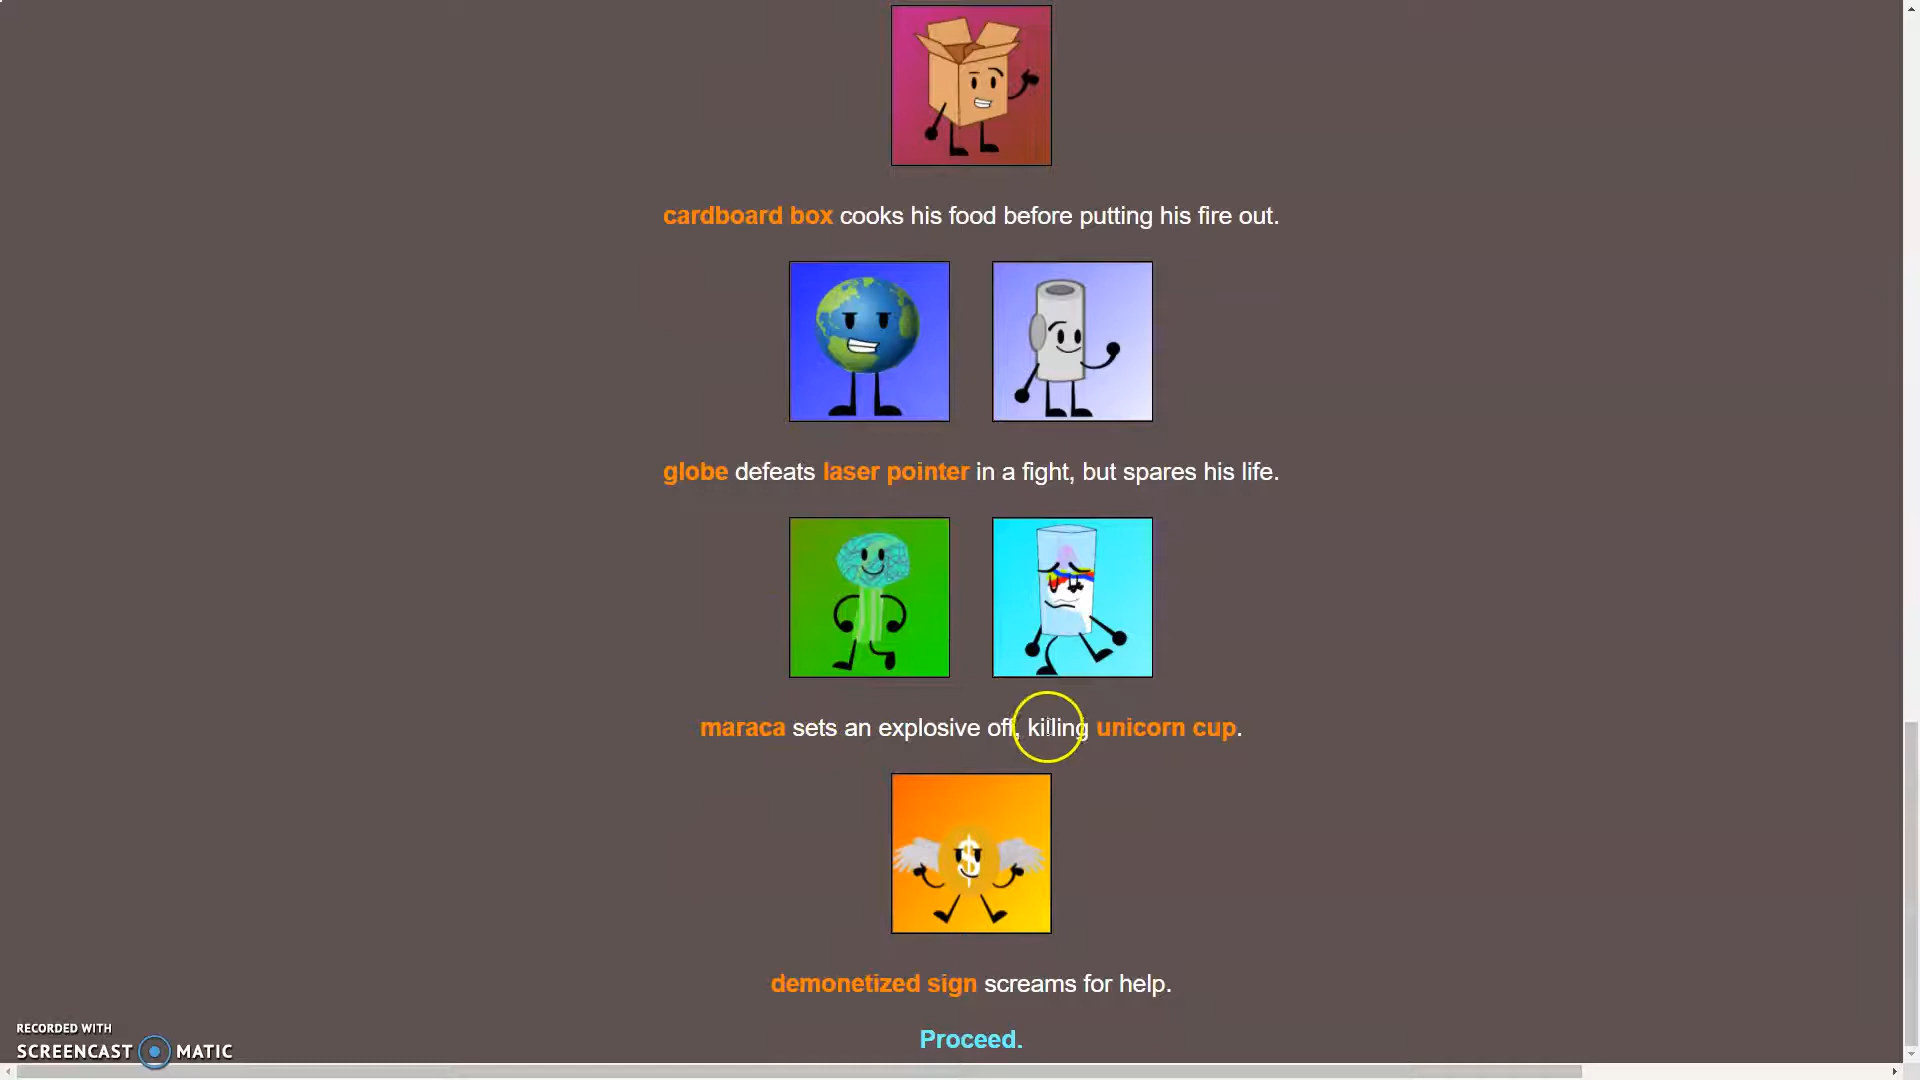 cardboard box cooks his food before putting his fire out.
globe defeats laser pointer in a fight, but spares his life.
maraca sets an explosive off, killing unicorn cup.
$
demonetized sign screams for help.
Proceed.
RECORDED WITH
SCREENCAST MATIC